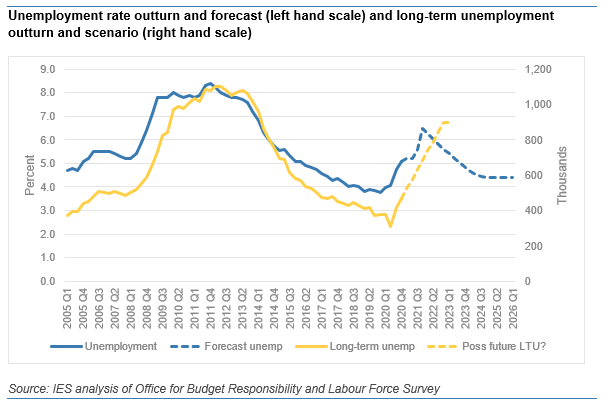 Unemployment rate outturn and forecast (left hand scale) and long-term unemployment
outturn and scenario (right hand scale)
9.0
8.0
7.0
6.0
5.0
4.0
3.0
2.0
1.0
0.0
Percent
1,200
1,000
800
600
400
200
0
Thousands
2005 Q1
2005 Q4
2006 Q3
2007 Q2
2008 Q1
2008 Q4
2009 Q3
2010 Q2
2011 Q1
2011 Q4
2012 Q3
2013 Q2
2014 Q1
2014 Q4
2015 Q3
2016 Q2
2017 Q1
2017 Q4
2018 Q3
2019 Q2
2020 Q1
2020 Q4
2021 Q3
2022 Q2
2023 Q1
2023 Q4
2024 Q3
2025 Q2
2026 Q1
Unemployment
Forecast unemp
Long-term unemp
Poss future LTU?
Source: IES analysis of Office for Budget Responsibility and Labour Force Survey